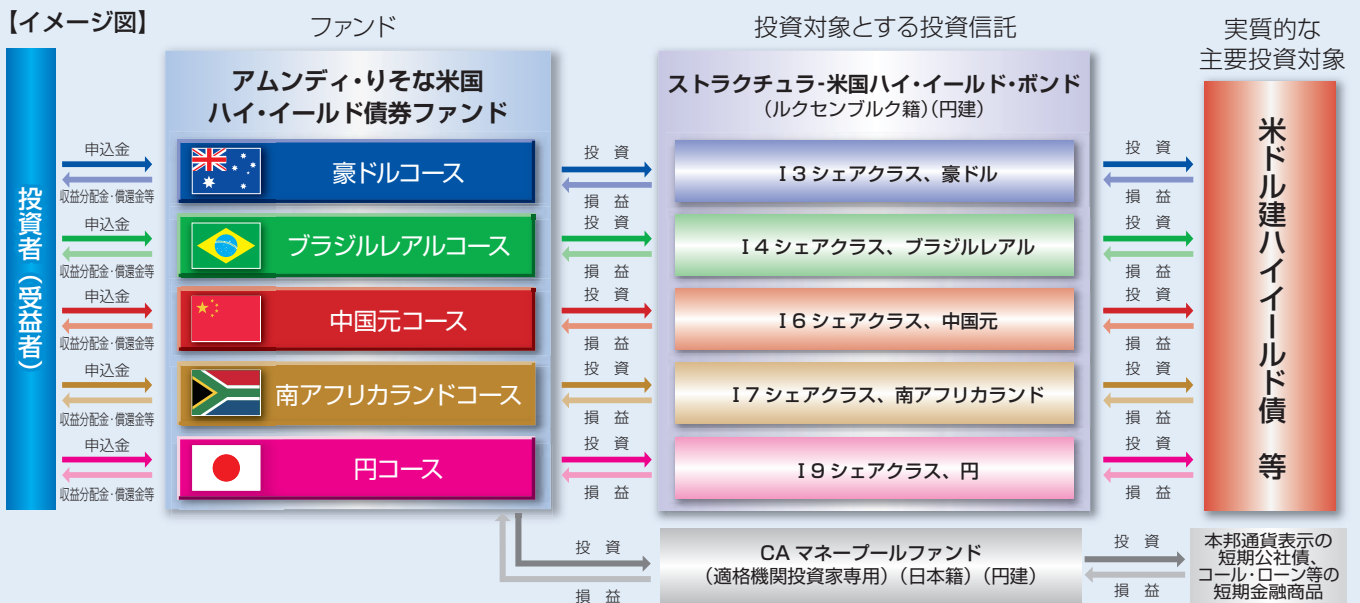 【イメージ図】
ファンド
投資対象とする投資信託
実質的な
主要投資対象
投資者(受益者)
アムンディ・りそな米国
ハイ・イールド債券ファンド
ストラクチュラ-米国ハイ・イールド・ボンド
(ルクセンブルク籍)(円建)
米ドル建ハイイールド債 等
申込金
収益分配金・償還金等
豪ドルコース
投 資
損 益
I3シェアクラス、豪ドル
投 資
損 益
申込金
収益分配金・償還金等
ブラジルレアルコース
投 資
損 益
I4シェアクラス、ブラジルレアル
投 資
損 益
申込金
収益分配金・償還金等
中国元コース
投 資
損 益
I6シェアクラス、中国元
投 資
損 益
申込金
収益分配金・償還金等
南アフリカランドコース
投 資
損 益
I7シェアクラス、南アフリカランド
投 資
損 益
申込金
収益分配金・償還金等
円コース
投 資
損 益
I9シェアクラス、円
投 資
損 益
投 資
損 益
CAマネープールファンド
(適格機関投資家専用)(日本籍)(円建)
投 資
損 益
本邦通貨表示の
短期公社債、
コール・ローン等の
短期金融商品